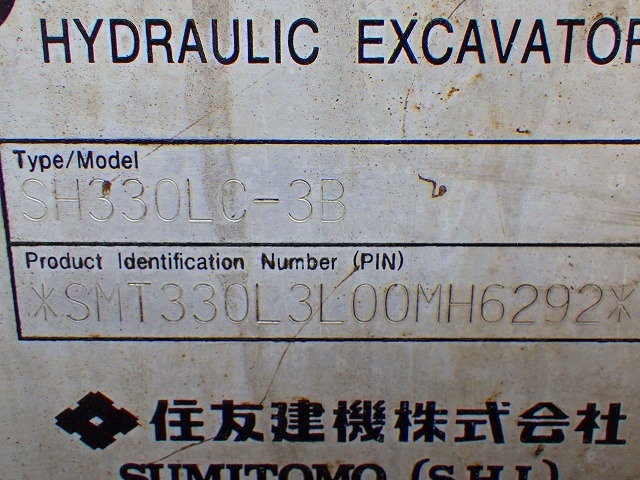 HYDRAULIC EXCAVATOR
Type/Model
SH330LC-3B
Product Identification Number (PIN)
*SMT330L3L00MH6292*
住友建機株式会社
SUMITOMO (S.H.I.)